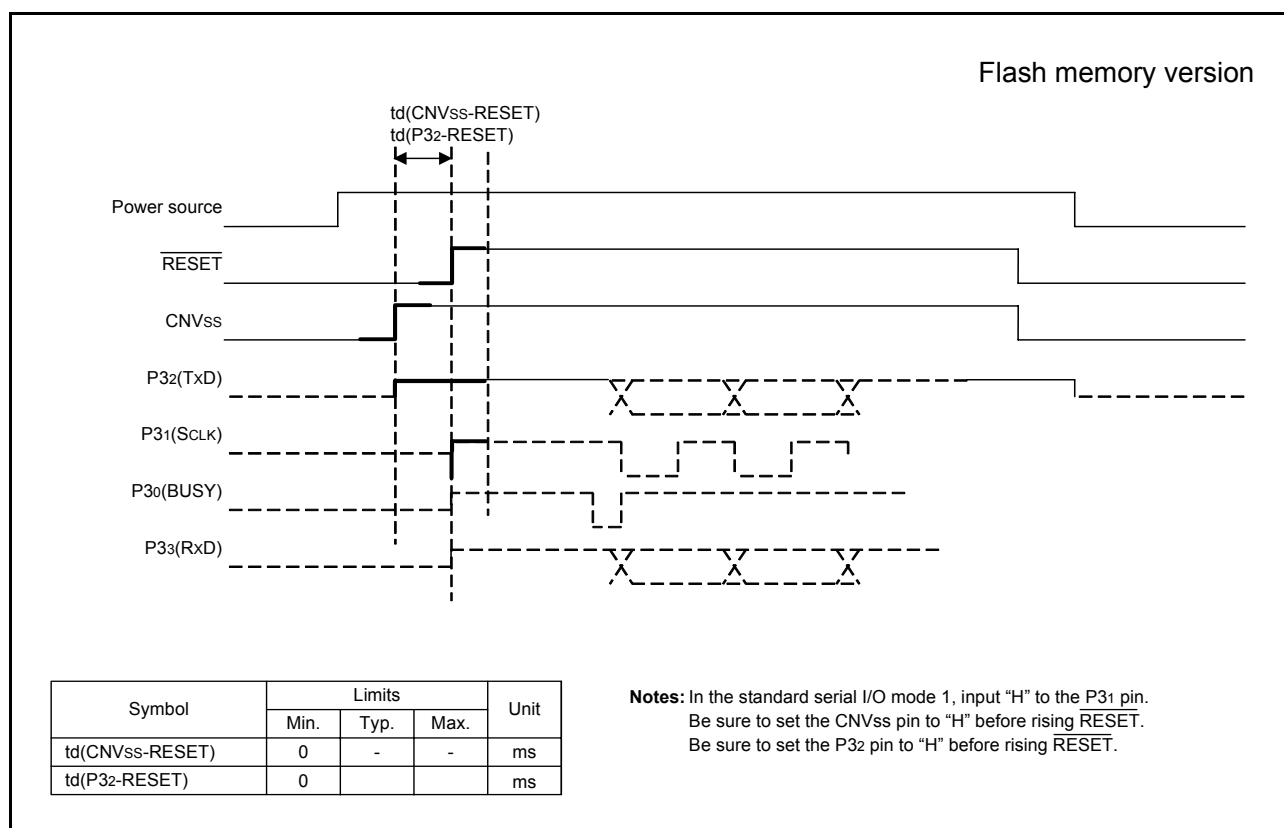 Flash memory version
td(CNVss-RESET)
td(P32-RESET)
Power source
RESET
CNVss
P32(TxD)
P31(SCLK)
P30(BUSY)
P33(RxD)
Symbol Limits Unit
Min. Typ. Max.
td(CNVss-RESET) 0 - - ms
td(P32-RESET) 0 ms
Notes: In the standard serial I/O mode 1, input “H” to the P31 pin.
Be sure to set the CNVss pin to “H” before rising RESET.
Be sure to set the P32 pin to “H” before rising RESET.